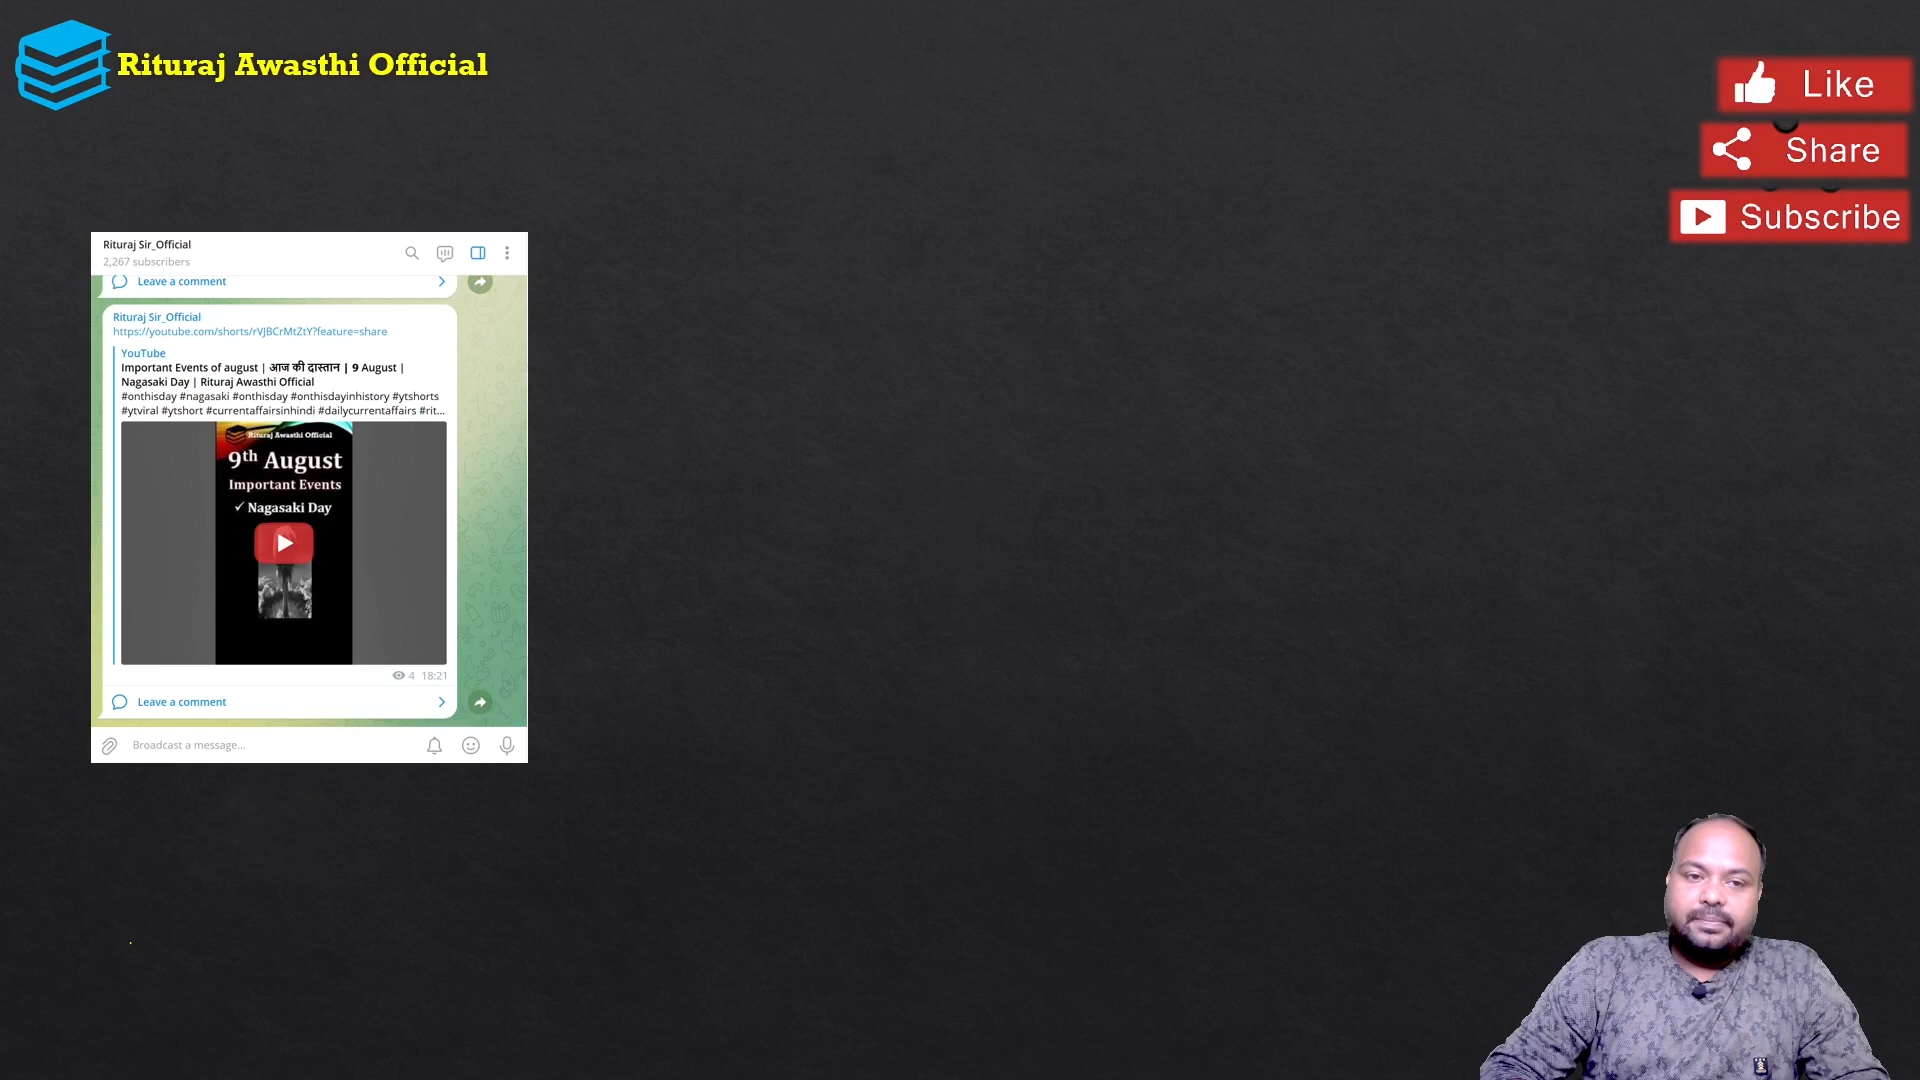 Rituraj Awasthi Official
Like
Share
Subscribe
Rituraj Sir_Official
2,267 subscribers
Leave a comment
Rituraj Sir_Official
https://youtube.com/shorts/rVJBCrMtZtY?feature=share
YouTube
Important Events of august | आज की दास्तान | 9 August |
Nagasaki Day | Rituraj Awasthi Official
#onthisday #nagasaki #onthisday #onthisdayinhistory #ytshorts
#ytviral #ytshort #currentaffairsinhindi #dailycurrentaffairs #rit...
Rituraj Awasthi Official
9th August
Important Events
✓ Nagasaki Day
4 18:21
Leave a comment
Broadcast a message...